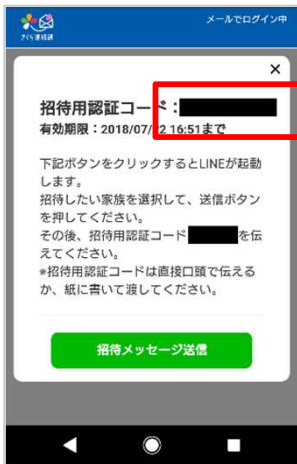 メールでログイン中
さくら連絡網
×
招待用認証コード：
有効期限：2018/07/12 16:51まで
下記ボタンをクリックするとLINEが起動
します。
招待したい家族を選択して、送信ボタン
を押してください。
その後、招待用認証コード を伝
えてください。
*招待用認証コードは直接口頭で伝える
か、紙に書いて渡してください。
招待メッセージ送信